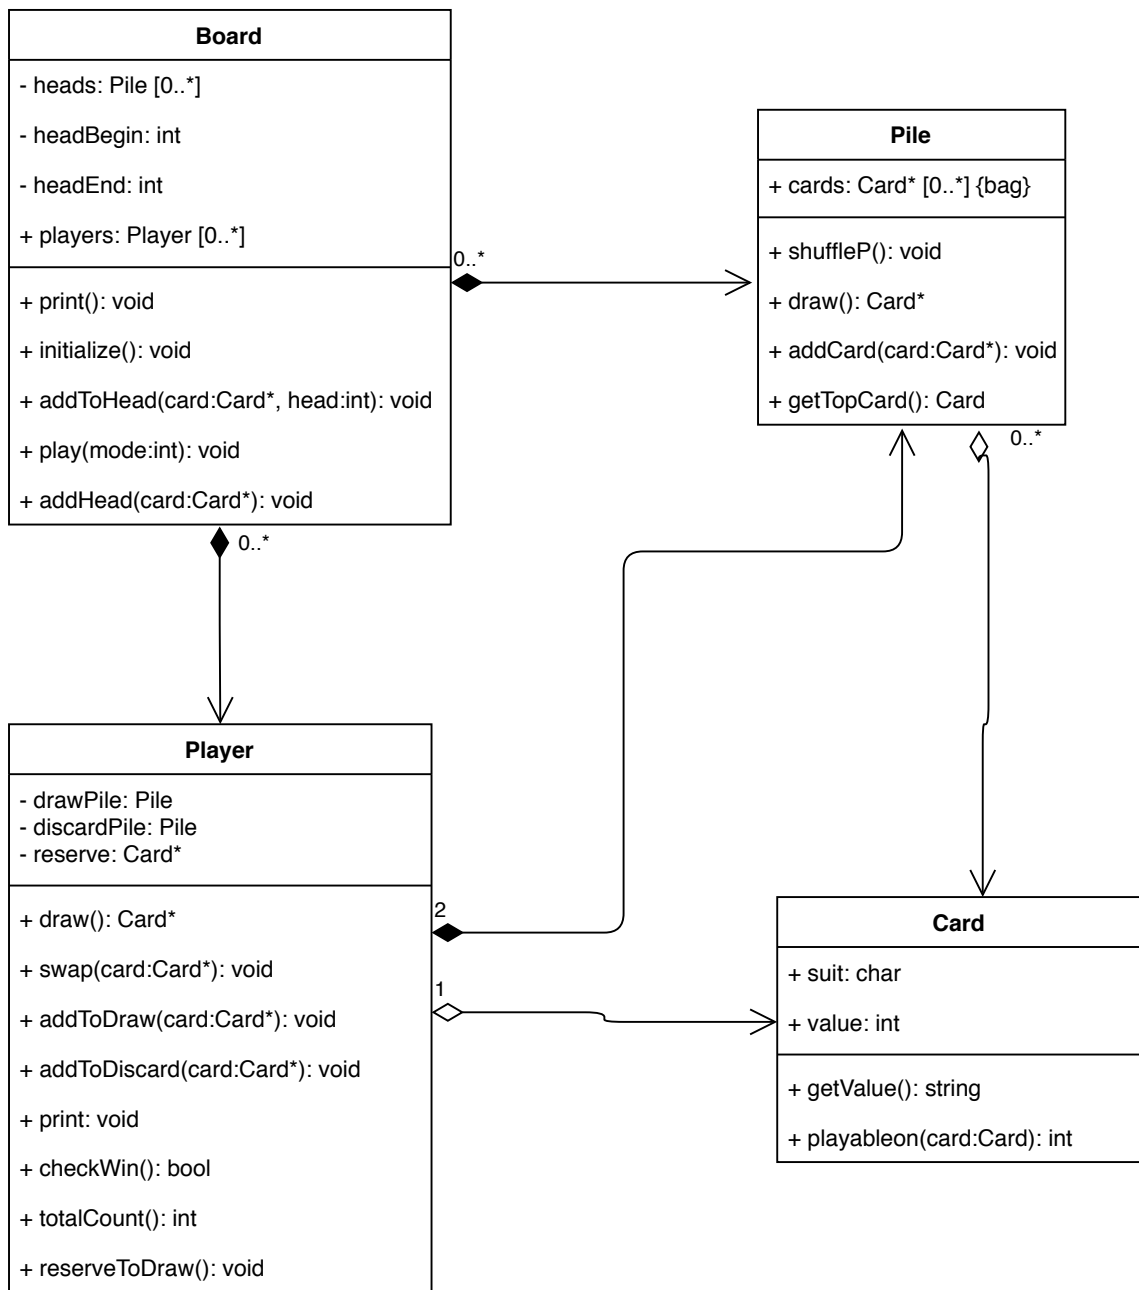 Board
- heads: Pile [0..*]
- headBegin: int
- headEnd: int
+ players: Player [0..*]
+ print(): void
+ initialize(): void
+ addToHead(card:Card*, head:int): void
+ play(mode:int): void
+ addHead(card:Card*): void
0..*
0..*
Pile
+ cards: Card* [0..*] {bag}
+ shuffleP(): void
+ draw(): Card*
+ addCard(card:Card*): void
+ getTopCard(): Card
0..*
Player
- drawPile: Pile
- discardPile: Pile
- reserve: Card*
+ draw(): Card*
+ swap(card:Card*): void
+ addToDraw(card:Card*): void
+ addToDiscard(card:Card*): void
+ print: void
+ checkWin(): bool
+ totalCount(): int
+ reserveToDraw(): void
2
1
Card
+ suit: char
+ value: int
+ getValue(): string
+ playableon(card:Card): int